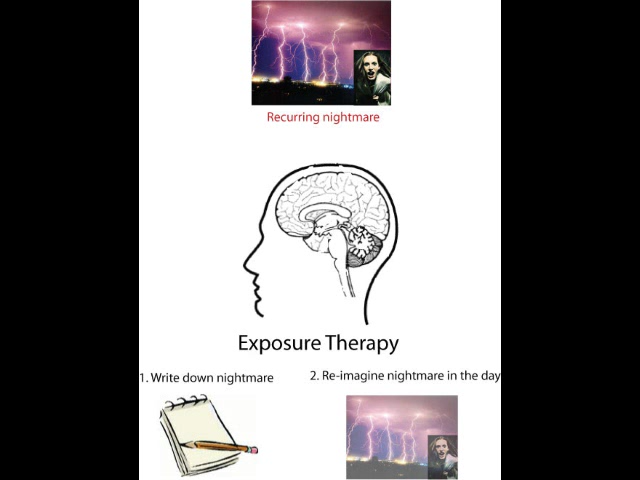 Recurring nightmare
Exposure Therapy
1. Write down nightmare
2. Re-imagine nightmare in the day